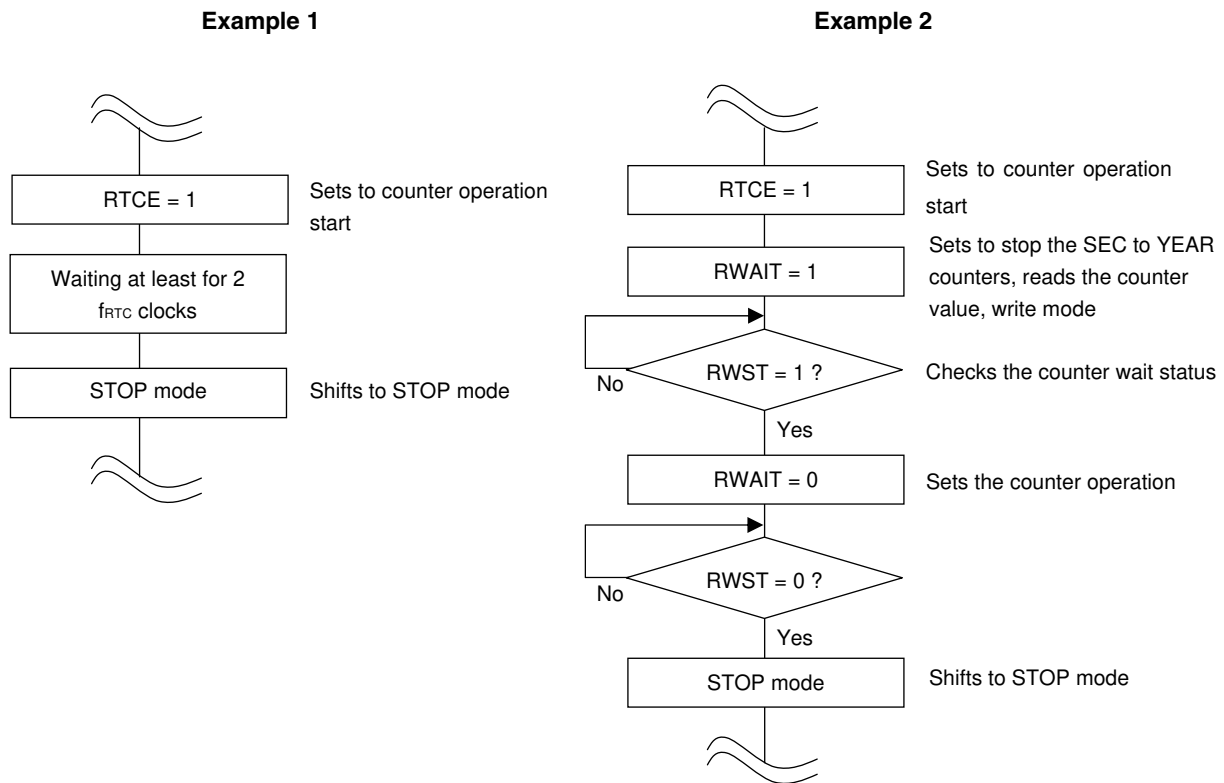 Example 1
RTCE = 1
Sets to counter operation
start
Waiting at least for 2
fRTC clocks
STOP mode
Shifts to STOP mode
Example 2
RTCE = 1
Sets to counter operation
start
RWAIT = 1
Sets to stop the SEC to YEAR
counters, reads the counter
value, write mode
RWST = 1 ?
No
Checks the counter wait status
Yes
RWAIT = 0
Sets the counter operation
RWST = 0 ?
No
Yes
STOP mode
Shifts to STOP mode